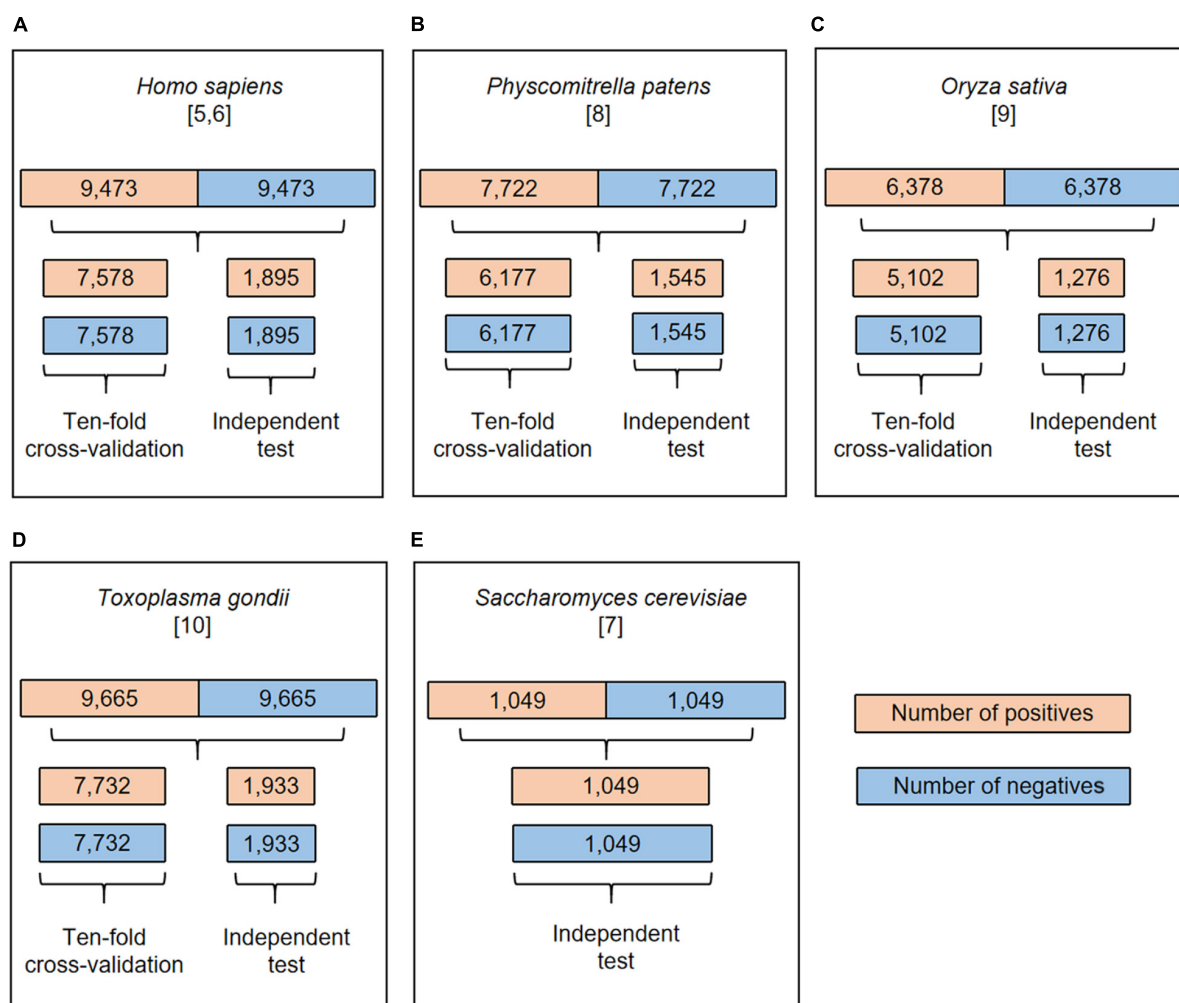 A
Homo sapiens
[5,6]
9,473 9,473
7,578 1,895
7,578 1,895
Ten-fold
cross-validation
Independent
test
B
Physcomitrella patens
[8]
7,722 7,722
6,177 1,545
6,177 1,545
Ten-fold
cross-validation
Independent
test
C
Oryza sativa
[9]
6,378 6,378
5,102 1,276
5,102 1,276
Ten-fold
cross-validation
Independent
test
D
Toxoplasma gondii
[10]
9,665 9,665
7,732 1,933
7,732 1,933
Ten-fold
cross-validation
Independent
test
E
Saccharomyces cerevisiae
[7]
1,049 1,049
1,049
1,049
Independent
test
Number of positives
Number of negatives